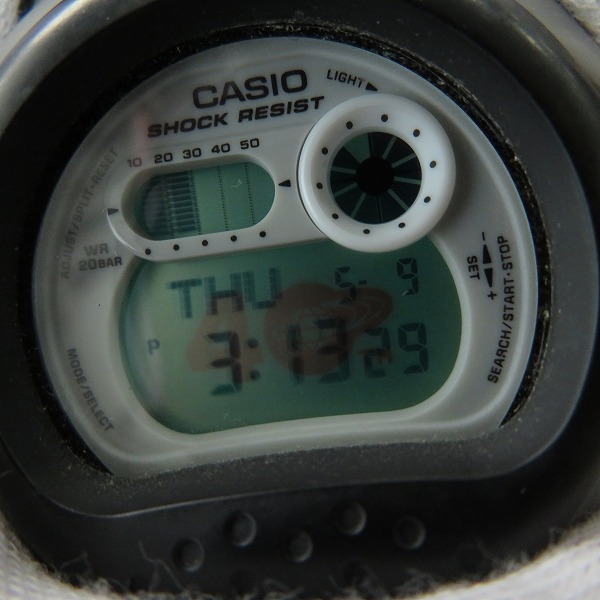 LIGHT
CASIO
SHOCK RESIST
10 20 30 40 50
ADJUST/SPLIT·RESET
WR
20BAR
- SET +
SEARCH/START·STOP
THU 5-9
P 3:13 29
MODE/SELECT